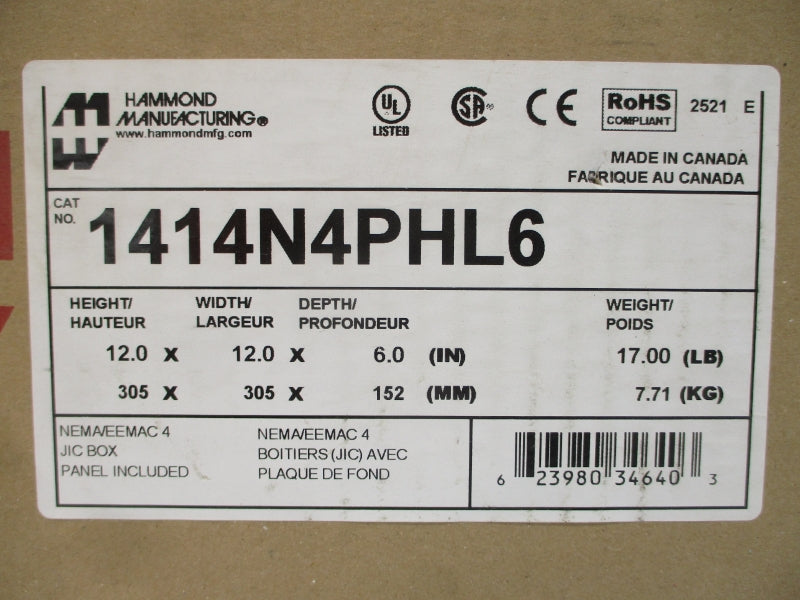 HAMMOND
MANUFACTURING®
www.hammondmfg.com
UL
LISTED
SA
CE
RoHS
COMPLIANT
2521 E
MADE IN CANADA
FABRIQUE AU CANADA
CAT
NO.
1414N4PHL6
HEIGHT/ WIDTH/ DEPTH/ WEIGHT/
HAUTEUR LARGEUR PROFONDEUR POIDS
12.0 X 12.0 X 6.0 (IN) 17.00 (LB)
305 X 305 X 152 (MM) 7.71 (KG)
NEMA/EEMAC 4
JIC BOX
PANEL INCLUDED
NEMA/EEMAC 4
BOITIERS (JIC) AVEC
PLAQUE DE FOND
6 23980 34640 3